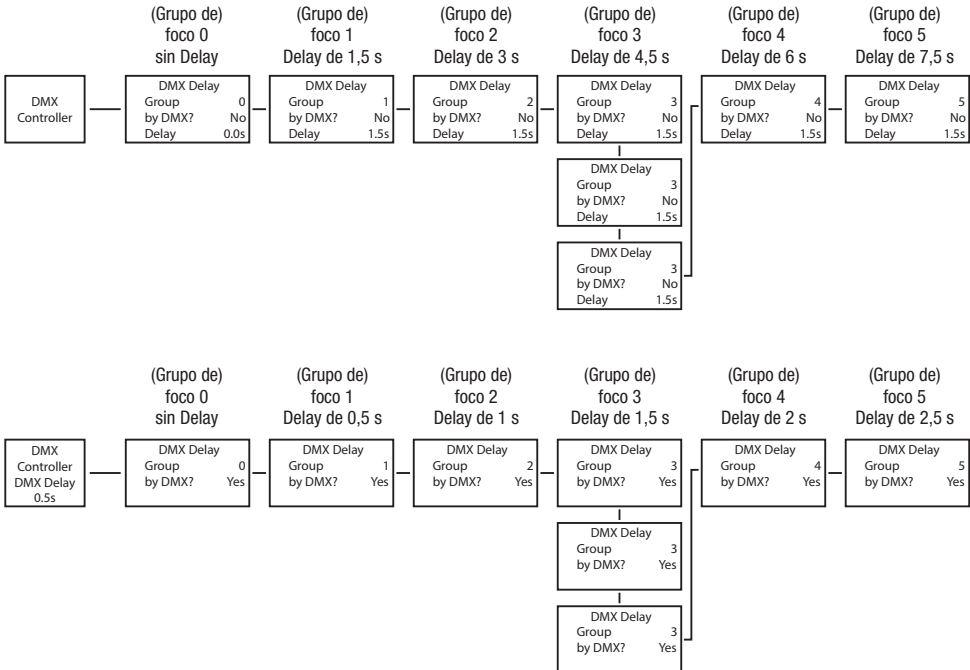 (Grupo de)
foco 0
sin Delay
(Grupo de)
foco 1
Delay de 1,5 s
(Grupo de)
foco 2
Delay de 3 s
(Grupo de)
foco 3
Delay de 4,5 s
(Grupo de)
foco 4
Delay de 6 s
(Grupo de)
foco 5
Delay de 7,5 s
DMX
Controller
DMX Delay
Group 0
by DMX? No
Delay 0.0s
DMX Delay
Group 1
by DMX? No
Delay 1.5s
DMX Delay
Group 2
by DMX? No
Delay 1.5s
DMX Delay
Group 3
by DMX? No
Delay 1.5s
DMX Delay
Group 4
by DMX? No
Delay 1.5s
DMX Delay
Group 5
by DMX? No
Delay 1.5s
DMX Delay
Group 3
by DMX? No
Delay 1.5s
DMX Delay
Group 3
by DMX? No
Delay 1.5s
(Grupo de)
foco 0
sin Delay
(Grupo de)
foco 1
Delay de 0,5 s
(Grupo de)
foco 2
Delay de 1 s
(Grupo de)
foco 3
Delay de 1,5 s
(Grupo de)
foco 4
Delay de 2 s
(Grupo de)
foco 5
Delay de 2,5 s
DMX
Controller
DMX Delay
0.5s
DMX Delay
Group 0
by DMX? Yes
DMX Delay
Group 1
by DMX? Yes
DMX Delay
Group 2
by DMX? Yes
DMX Delay
Group 3
by DMX? Yes
DMX Delay
Group 4
by DMX? Yes
DMX Delay
Group 5
by DMX? Yes
DMX Delay
Group 3
by DMX? Yes
DMX Delay
Group 3
by DMX? Yes